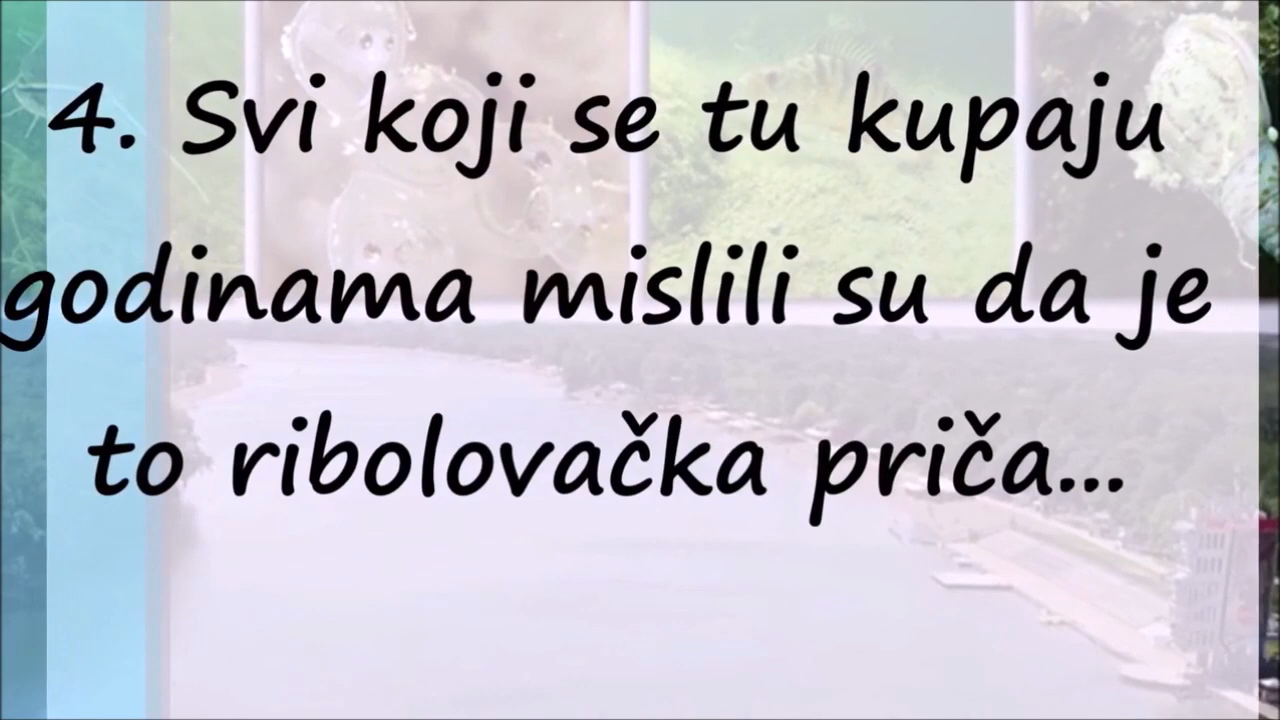 4. Svi koji se tu kupaju
godinama mislili su da je
to ribolovačka priča...